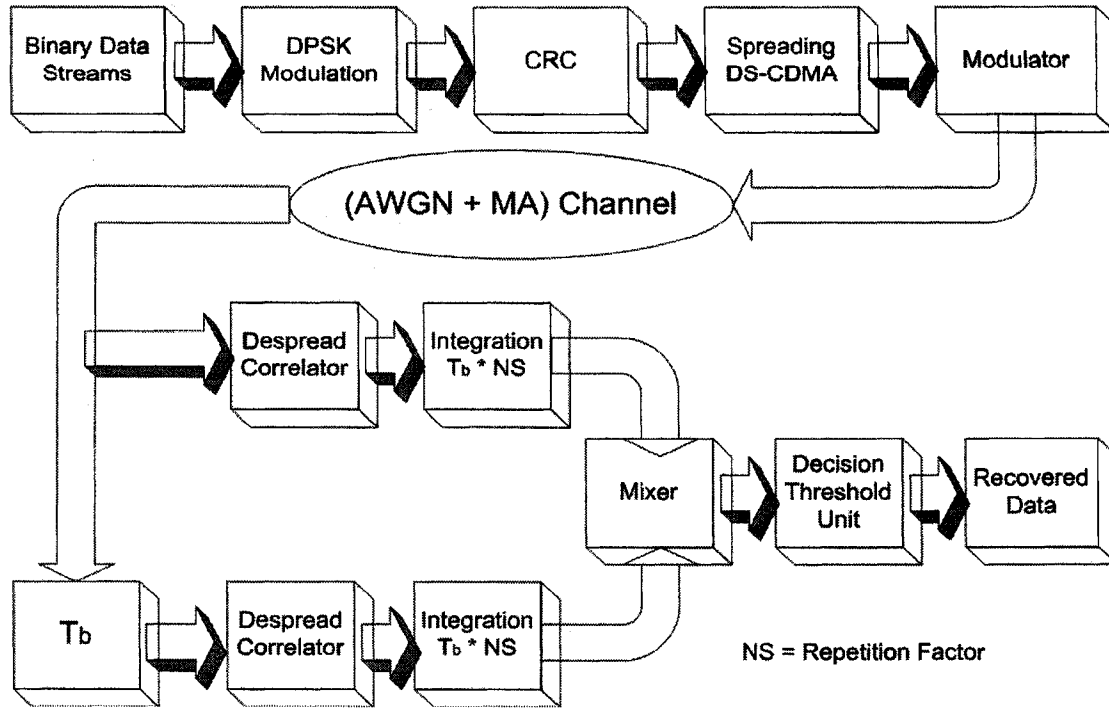 Binary Data
Streams
DPSK
Modulation
CRC
Spreading
DS-CDMA
Modulator
(AWGN + MA) Channel
Despread
Correlator
Integration
Tb * NS
Mixer
Decision
Threshold
Unit
Recovered
Data
Tb
Despread
Correlator
Integration
Tb * NS
NS = Repetition Factor